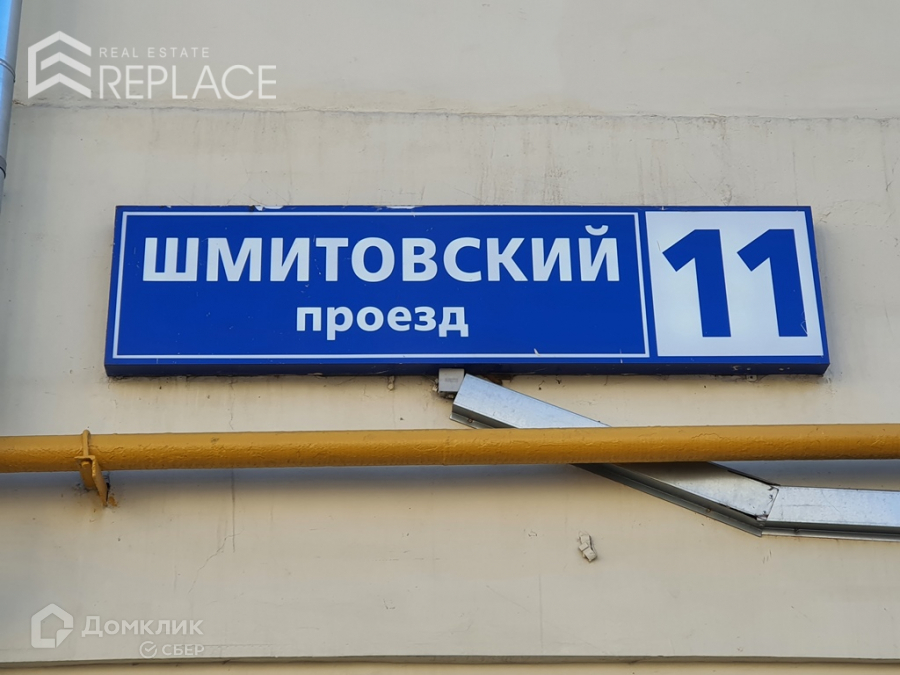 REAL ESTATE
REPLACE
ШМИТОВСКИЙ
проезд
11
Домклик
СБЕР